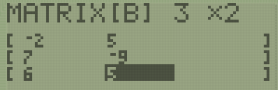 MATRIX[B] 3 ×2
[ -2 5 ]
[ 7 -9 ]
[ 6 5 ]